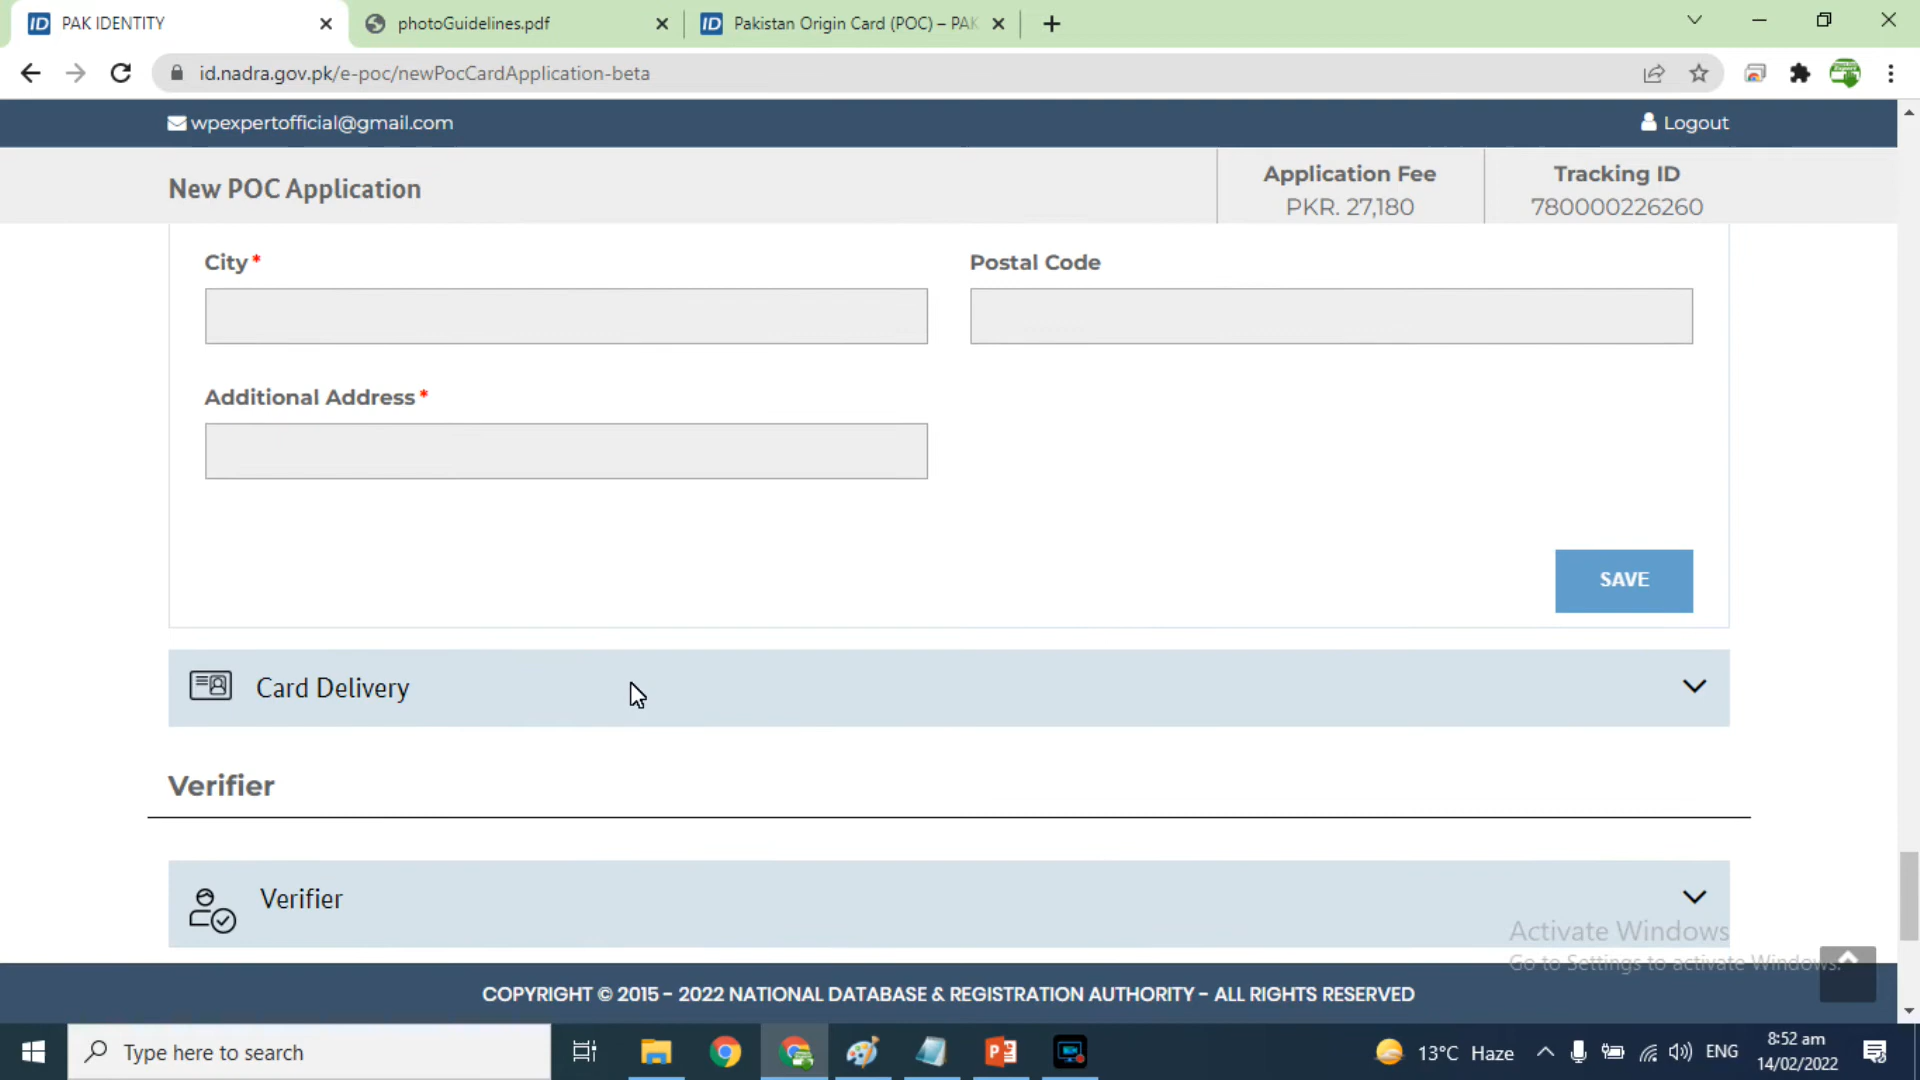 ID PAK IDENTITY
photoGuidelines.pdf
ID Pakistan Origin Card (POC) – PAK
id.nadra.gov.pk/e-poc/newPocCardApplication-beta
wpexpertofficial@gmail.com
Logout
New POC Application
Application Fee
PKR. 27,180
Tracking ID
780000226260
City*
Postal Code
Additional Address*
SAVE
Card Delivery
Verifier
Verifier
Activate Windows
Go to Settings to activate Windows.
COPYRIGHT © 2015 - 2022 NATIONAL DATABASE & REGISTRATION AUTHORITY - ALL RIGHTS RESERVED
Type here to search
13°C Haze
ENG
8:52 am
14/02/2022